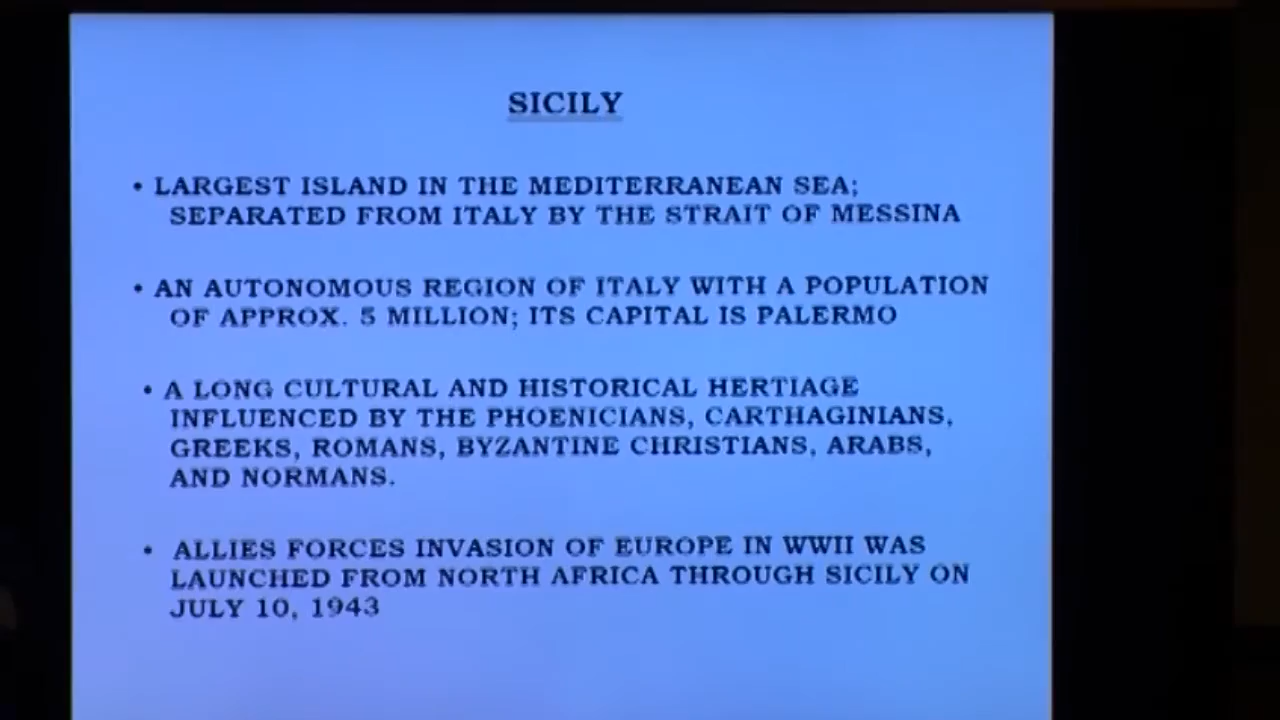 SICILY
• LARGEST ISLAND IN THE MEDITERRANEAN SEA;
SEPARATED FROM ITALY BY THE STRAIT OF MESSINA
• AN AUTONOMOUS REGION OF ITALY WITH A POPULATION
OF APPROX. 5 MILLION; ITS CAPITAL IS PALERMO
• A LONG CULTURAL AND HISTORICAL HERTIAGE
INFLUENCED BY THE PHOENICIANS, CARTHAGINIANS,
GREEKS, ROMANS, BYZANTINE CHRISTIANS, ARABS,
AND NORMANS.
• ALLIES FORCES INVASION OF EUROPE IN WWII WAS
LAUNCHED FROM NORTH AFRICA THROUGH SICILY ON
JULY 10, 1943